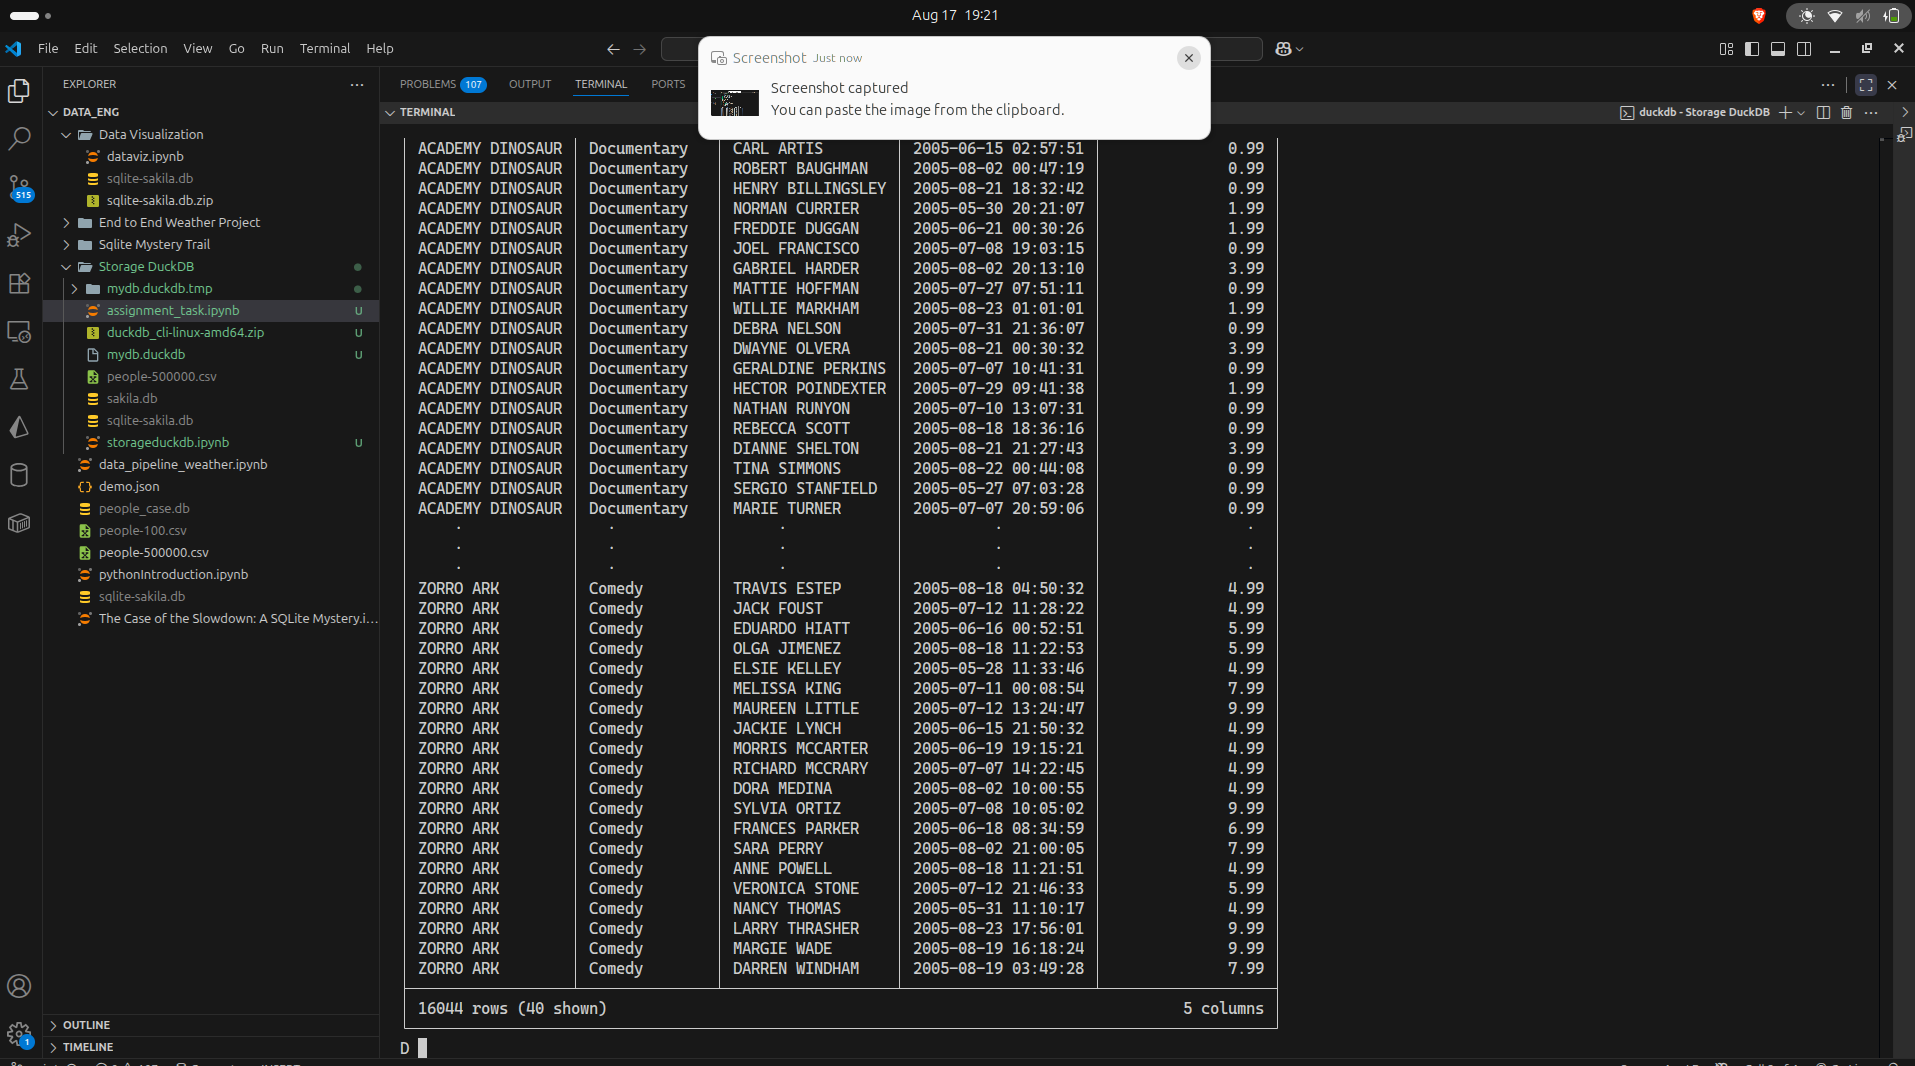 Aug 17 19:21
File Edit Selection View Go Run Terminal Help
Screenshot Just now
Screenshot captured
You can paste the image from the clipboard.
EXPLORER
DATA_ENG
Data Visualization
dataviz.ipynb
sqlite-sakila.db
sqlite-sakila.db.zip
End to End Weather Project
Sqlite Mystery Trail
Storage DuckDB
mydb.duckdb.tmp
assignment_task.ipynb U
duckdb_cli-linux-amd64.zip U
mydb.duckdb U
people-500000.csv
sakila.db
sqlite-sakila.db
storageduckdb.ipynb U
data_pipeline_weather.ipynb
demo.json
people_case.db
people-100.csv
people-500000.csv
pythonIntroduction.ipynb
sqlite-sakila.db
The Case of the Slowdown: A SQLite Mystery.i...
OUTLINE
TIMELINE
515
1
PROBLEMS 107 OUTPUT TERMINAL PORTS
TERMINAL
duckdb - Storage DuckDB
ACADEMY DINOSAUR Documentary CARL ARTIS 2005-06-15 02:57:51 0.99
ACADEMY DINOSAUR Documentary ROBERT BAUGHMAN 2005-08-02 00:47:19 0.99
ACADEMY DINOSAUR Documentary HENRY BILLINGSLEY 2005-08-21 18:32:42 0.99
ACADEMY DINOSAUR Documentary NORMAN CURRIER 2005-05-30 20:21:07 1.99
ACADEMY DINOSAUR Documentary FREDDIE DUGGAN 2005-06-21 00:30:26 1.99
ACADEMY DINOSAUR Documentary JOEL FRANCISCO 2005-07-08 19:03:15 0.99
ACADEMY DINOSAUR Documentary GABRIEL HARDER 2005-08-02 20:13:10 3.99
ACADEMY DINOSAUR Documentary MATTIE HOFFMAN 2005-07-27 07:51:11 0.99
ACADEMY DINOSAUR Documentary WILLIE MARKHAM 2005-08-23 01:01:01 1.99
ACADEMY DINOSAUR Documentary DEBRA NELSON 2005-07-31 21:36:07 0.99
ACADEMY DINOSAUR Documentary DWAYNE OLVERA 2005-08-21 00:30:32 3.99
ACADEMY DINOSAUR Documentary GERALDINE PERKINS 2005-07-07 10:41:31 0.99
ACADEMY DINOSAUR Documentary HECTOR POINDEXTER 2005-07-29 09:41:38 1.99
ACADEMY DINOSAUR Documentary NATHAN RUNYON 2005-07-10 13:07:31 0.99
ACADEMY DINOSAUR Documentary REBECCA SCOTT 2005-08-18 18:36:16 0.99
ACADEMY DINOSAUR Documentary DIANNE SHELTON 2005-08-21 21:27:43 3.99
ACADEMY DINOSAUR Documentary TINA SIMMONS 2005-08-22 00:44:08 0.99
ACADEMY DINOSAUR Documentary SERGIO STANFIELD 2005-05-27 07:03:28 0.99
ACADEMY DINOSAUR Documentary MARIE TURNER 2005-07-07 20:59:06 0.99
. . . . .
. . . . .
. . . . .
ZORRO ARK Comedy TRAVIS ESTEP 2005-08-18 04:50:32 4.99
ZORRO ARK Comedy JACK FOUST 2005-07-12 11:28:22 4.99
ZORRO ARK Comedy EDUARDO HIATT 2005-06-16 00:52:51 5.99
ZORRO ARK Comedy OLGA JIMENEZ 2005-08-18 11:22:53 5.99
ZORRO ARK Comedy ELSIE KELLEY 2005-05-28 11:33:46 4.99
ZORRO ARK Comedy MELISSA KING 2005-07-11 00:08:54 7.99
ZORRO ARK Comedy MAUREEN LITTLE 2005-07-12 13:24:47 9.99
ZORRO ARK Comedy JACKIE LYNCH 2005-06-15 21:50:32 4.99
ZORRO ARK Comedy MORRIS MCCARTER 2005-06-19 19:15:21 4.99
ZORRO ARK Comedy RICHARD MCCRARY 2005-07-07 14:22:45 4.99
ZORRO ARK Comedy DORA MEDINA 2005-08-02 10:00:55 4.99
ZORRO ARK Comedy SYLVIA ORTIZ 2005-07-08 10:05:02 9.99
ZORRO ARK Comedy FRANCES PARKER 2005-06-18 08:34:59 6.99
ZORRO ARK Comedy SARA PERRY 2005-08-02 21:00:05 7.99
ZORRO ARK Comedy ANNE POWELL 2005-08-18 11:21:51 4.99
ZORRO ARK Comedy VERONICA STONE 2005-07-12 21:46:33 5.99
ZORRO ARK Comedy NANCY THOMAS 2005-05-31 11:10:17 4.99
ZORRO ARK Comedy LARRY THRASHER 2005-08-23 17:56:01 9.99
ZORRO ARK Comedy MARGIE WADE 2005-08-19 16:18:24 9.99
ZORRO ARK Comedy DARREN WINDHAM 2005-08-19 03:49:28 7.99
16044 rows (40 shown) 5 columns
D